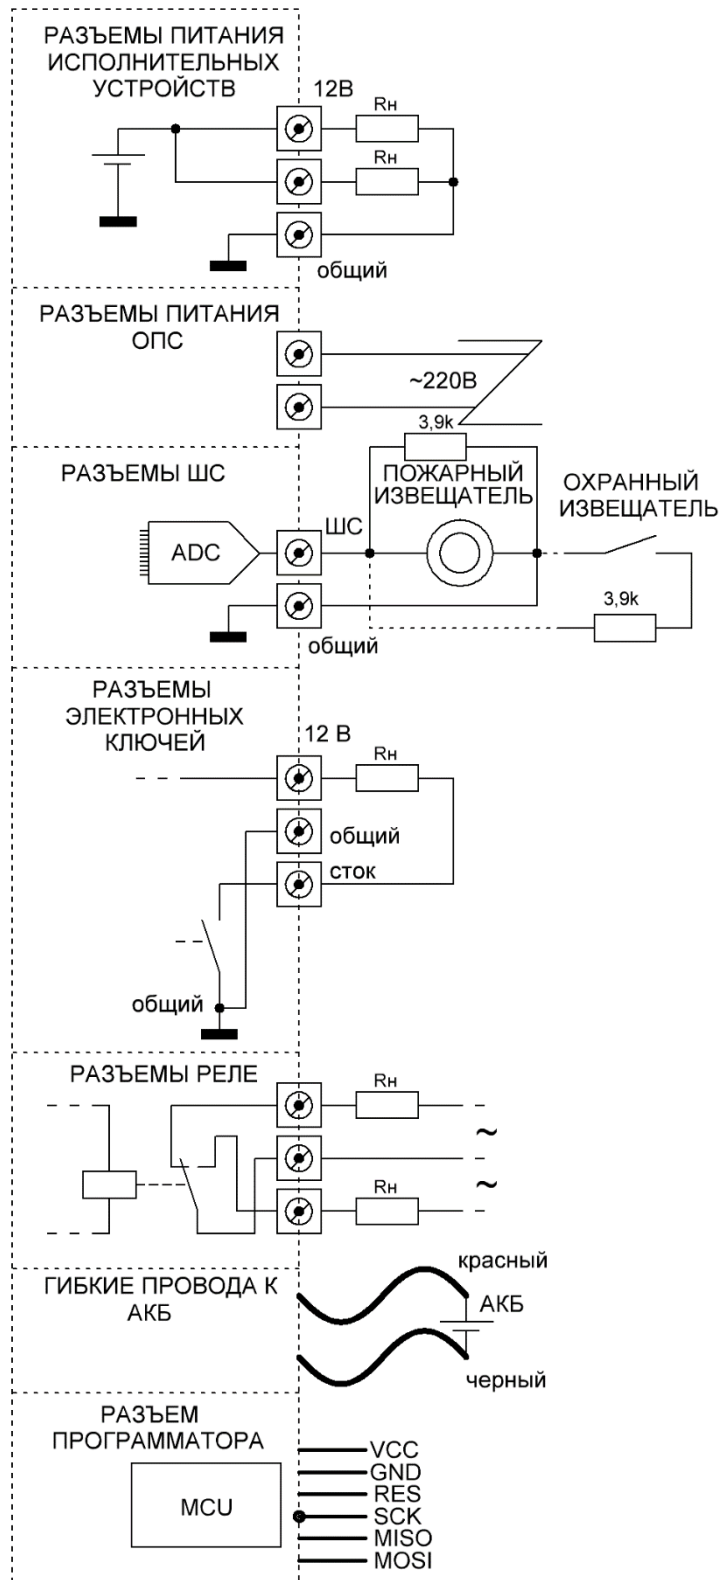 РАЗЪЕМЫ ПИТАНИЯ
ИСПОЛНИТЕЛЬНЫХ
УСТРОЙСТВ
12В
Rн
Rн
общий
РАЗЪЕМЫ ПИТАНИЯ
ОПС
~220В
3,9k
РАЗЪЕМЫ ШС
ПОЖАРНЫЙ
ИЗВЕЩАТЕЛЬ
ОХРАННЫЙ
ИЗВЕЩАТЕЛЬ
ШС
ADC
3,9k
общий
РАЗЪЕМЫ
ЭЛЕКТРОННЫХ
КЛЮЧЕЙ
12 В
Rн
общий
сток
общий
РАЗЪЕМЫ РЕЛЕ
Rн
~
~
Rн
красный
ГИБКИЕ ПРОВОДА К
АКБ
АКБ
черный
РАЗЪЕМ
ПРОГРАММАТОРА
MCU
VCC
GND
RES
SCK
MISO
MOSI